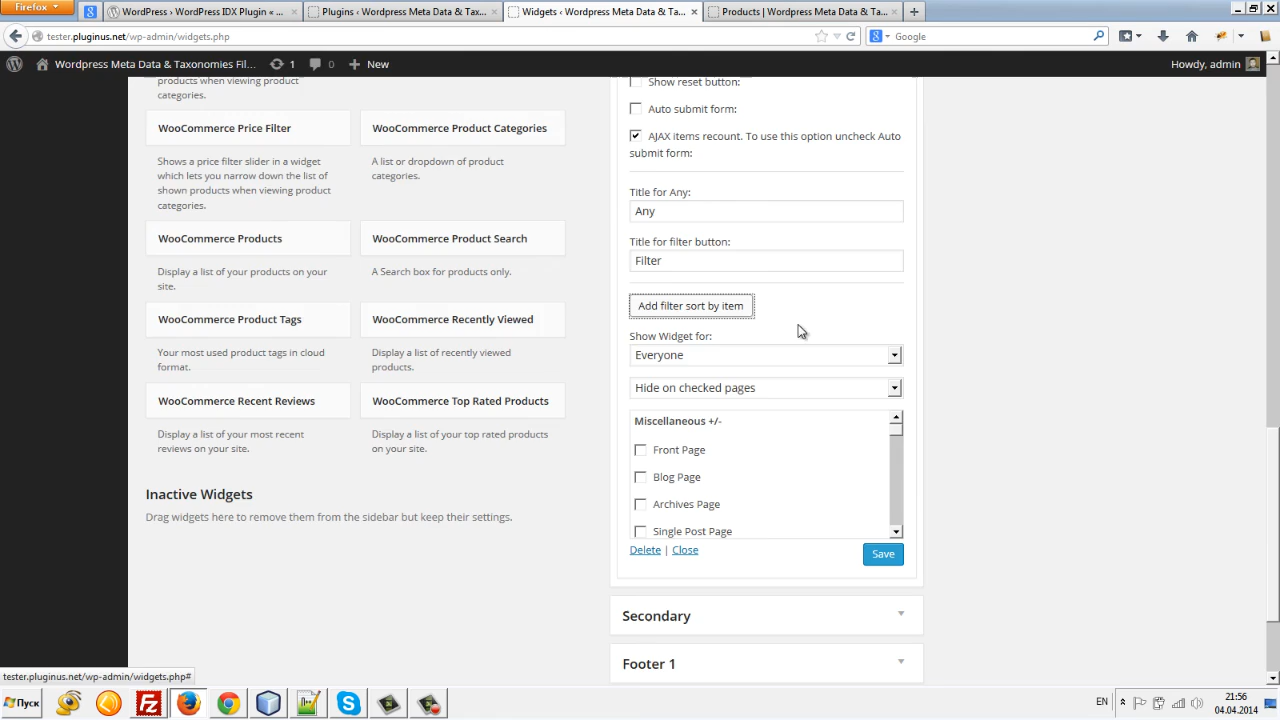 Firefox
WordPress › WordPress IDX Plugin « ...
Plugins ‹ Wordpress Meta Data & Tax...
Widgets ‹ Wordpress Meta Data & Ta...
Products | Wordpress Meta Data & Ta...
tester.pluginus.net/wp-admin/widgets.php
Google
Wordpress Meta Data & Taxonomies Fil...
1
0
New
Howdy, admin
products when viewing product
categories.
Show reset button:
Auto submit form:
AJAX items recount. To use this option uncheck Auto
submit form:
WooCommerce Price Filter
WooCommerce Product Categories
Shows a price filter slider in a widget
which lets you narrow down the list of
shown products when viewing product
categories.
A list or dropdown of product
categories.
Title for Any:
Any
WooCommerce Products
WooCommerce Product Search
Title for filter button:
Filter
Display a list of your products on your
site.
A Search box for products only.
Add filter sort by item
WooCommerce Product Tags
WooCommerce Recently Viewed
Show Widget for:
Everyone
Your most used product tags in cloud
format.
Display a list of recently viewed
products.
Hide on checked pages
WooCommerce Recent Reviews
WooCommerce Top Rated Products
Miscellaneous +/-
Front Page
Blog Page
Archives Page
Single Post Page
Display a list of your most recent
reviews on your site.
Display a list of your top rated products
on your site.
Inactive Widgets
Drag widgets here to remove them from the sidebar but keep their settings.
Delete | Close
Save
Secondary
Footer 1
tester.pluginus.net/wp-admin/widgets.php#
Пуск
EN
21:56
04.04.2014